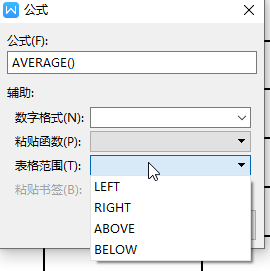 公式
公式(F):
AVERAGE()
辅助:
数字格式(N):
粘贴函数(P):
表格范围(T):
粘贴书签(B):
LEFT
RIGHT
ABOVE
BELOW